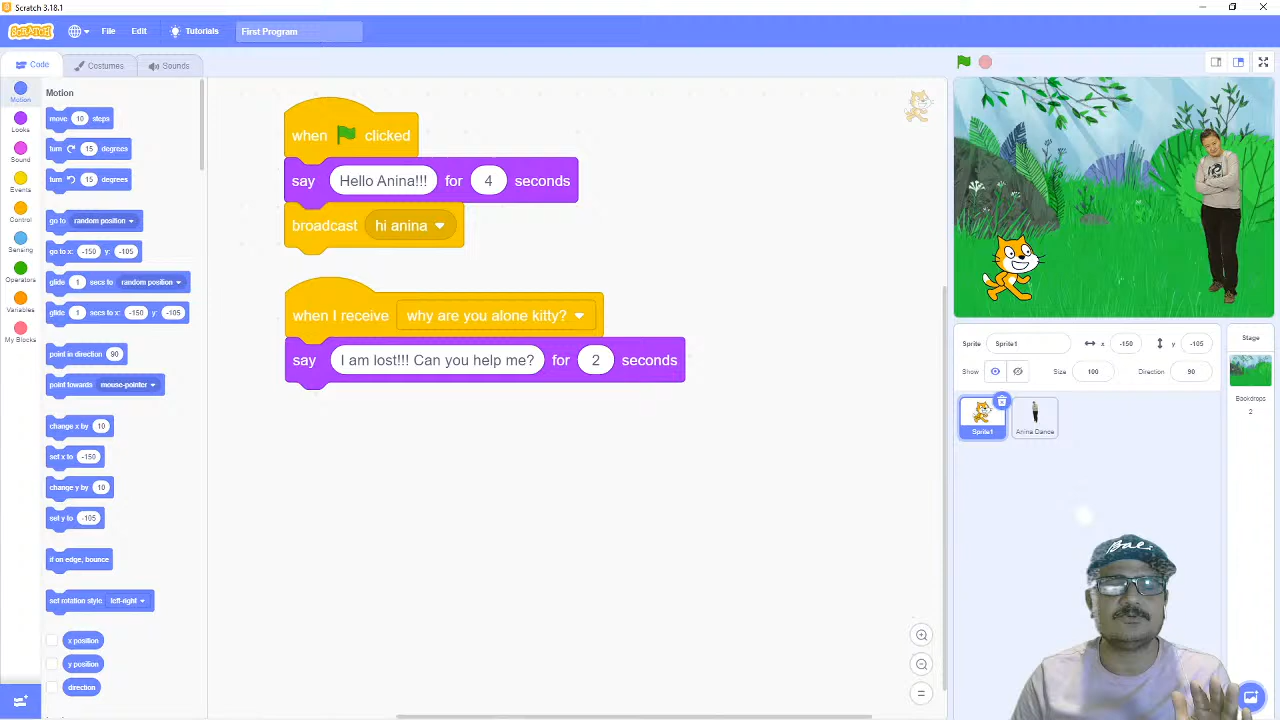 Scratch 3.18.1
SCRATCH
File
Edit
Tutorials
First Program
Code
Costumes
Sounds
Motion
Looks
Sound
Events
Control
Sensing
Operators
Variables
My Blocks
Motion
move 10 steps
turn 15 degrees
turn 15 degrees
go to random position
go to x: -150 y: -105
glide 1 secs to random position
glide 1 secs to x: -150 y: -105
point in direction 90
point towards mouse-pointer
change x by 10
set x to -150
change y by 10
set y to -105
if on edge, bounce
set rotation style left-right
x position
y position
direction
when clicked
say Hello Anina!!! for 4 seconds
broadcast hi anina
when I receive why are you alone kitty?
say I am lost!!! Can you help me? for 2 seconds
Sprite Sprite1 x -150 y -105
Show Size 100 Direction 90
Sprite1
Anina Dance
Stage
Backdrops
2